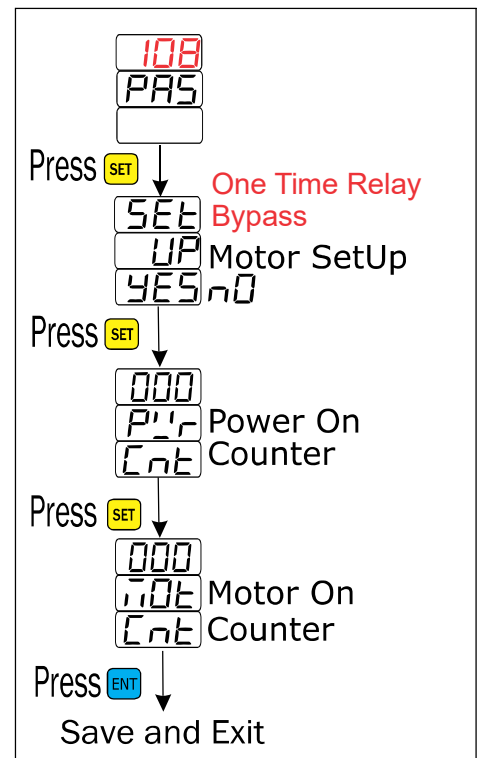 108
PAS
Press SET
One Time Relay
SEt Bypass
UP Motor SetUp
YES nO
Press SET
000
Pwr Power On
Cnt Counter
Press SET
000
mOt Motor On
Cnt Counter
Press ENT
Save and Exit